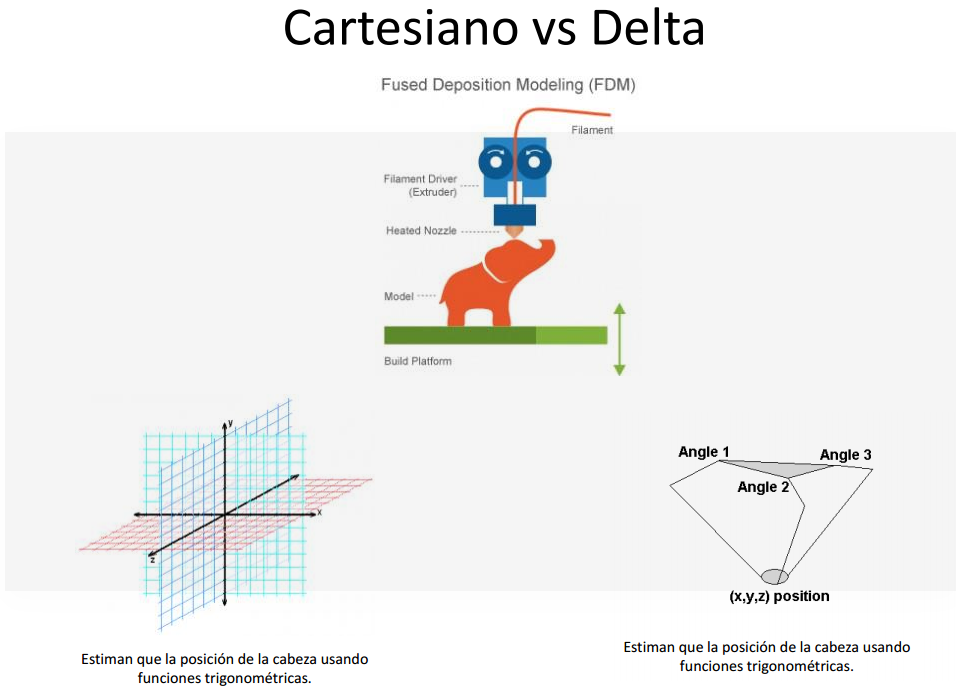 Cartesiano vs Delta
Fused Deposition Modeling (FDM)
Filament
Filament Driver
(Extruder)
Heated Nozzle
Model
Build Platform
y
x
z
Angle 1
Angle 3
Angle 2
(x,y,z) position
Estiman que la posición de la cabeza usando
funciones trigonométricas.
Estiman que la posición de la cabeza usando
funciones trigonométricas.